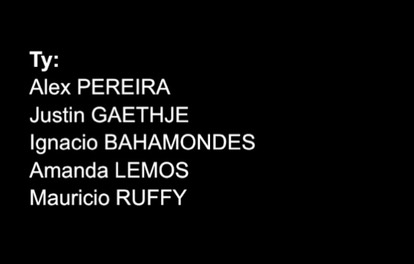 Ty:
Alex PEREIRA
Justin GAETHJE
Ignacio BAHAMONDES
Amanda LEMOS
Mauricio RUFFY